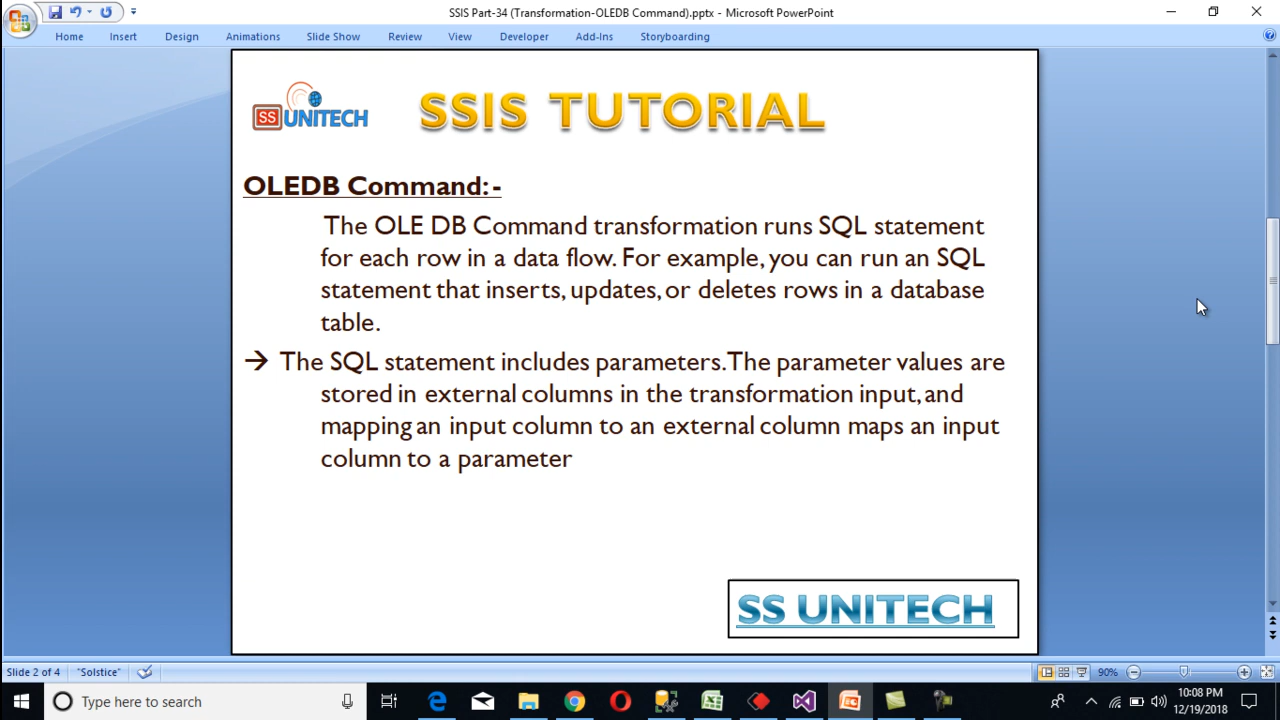 SSIS Part-34 (Transformation-OLEDB Command).pptx - Microsoft PowerPoint
Home Insert Design Animations Slide Show Review View Developer Add-Ins Storyboarding
SS UNITECH
SSIS TUTORIAL
OLEDB Command:-
The OLE DB Command transformation runs SQL statement
for each row in a data flow. For example, you can run an SQL
statement that inserts, updates, or deletes rows in a database
table.
→ The SQL statement includes parameters. The parameter values are
stored in external columns in the transformation input, and
mapping an input column to an external column maps an input
column to a parameter
SS UNITECH
Slide 2 of 4 "Solstice" 90%
Type here to search
10:08 PM
12/19/2018